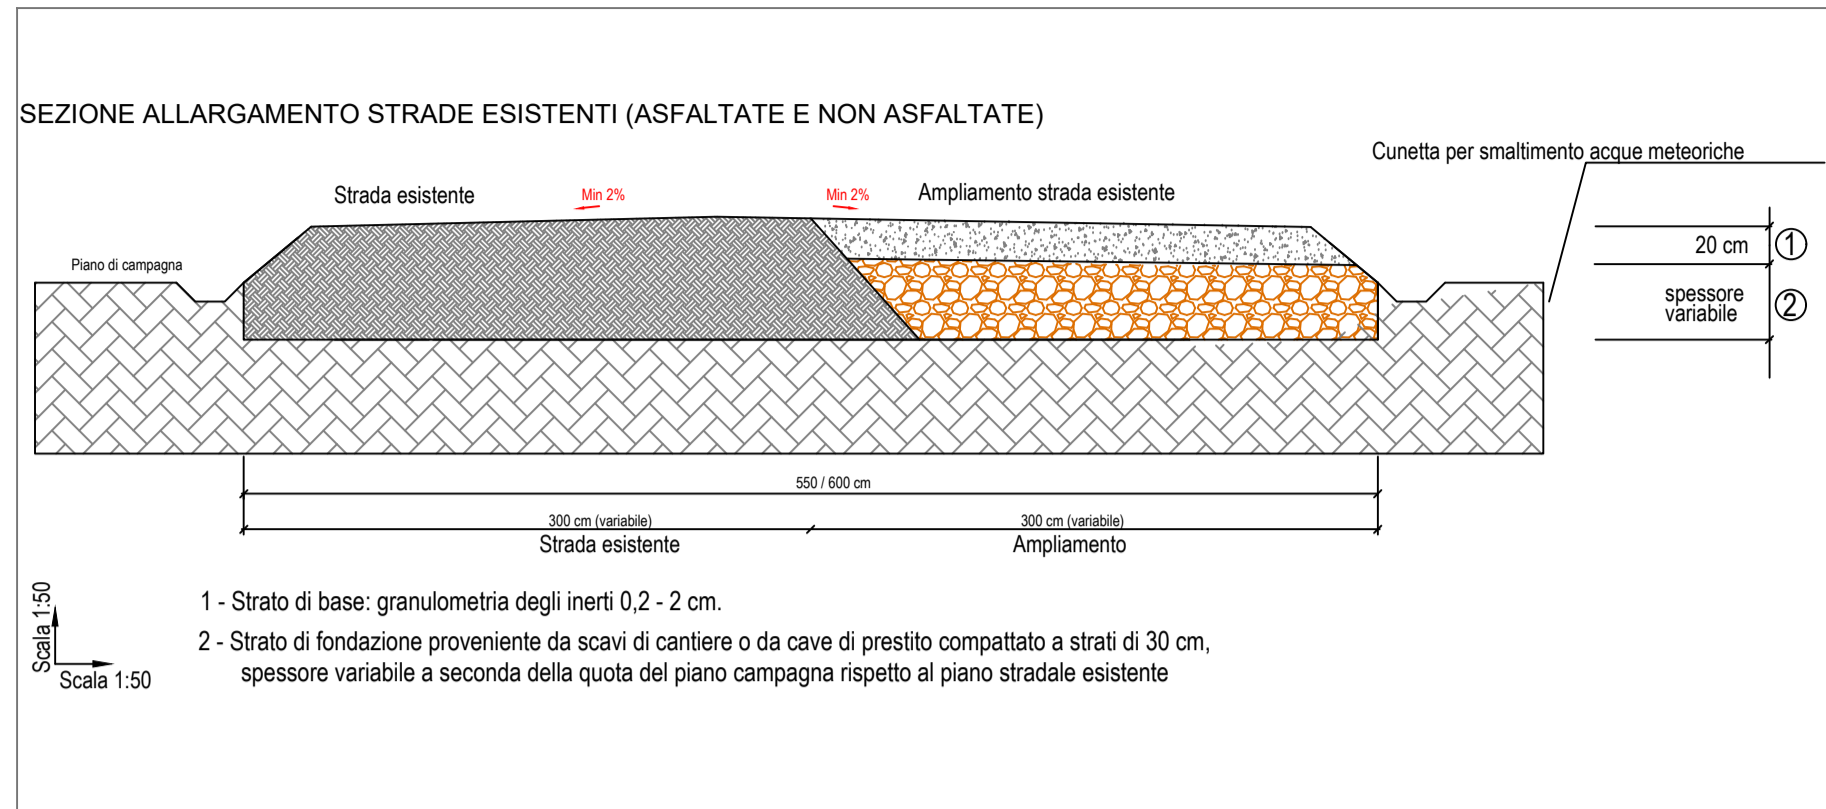 SEZIONE ALLARGAMENTO STRADE ESISTENTI (ASFALTATE E NON ASFALTATE)
Cunetta per smaltimento acque meteoriche
Strada esistente
Min 2%
Min 2%
Ampliamento strada esistente
Piano di campagna
20 cm
1
spessore
variabile
2
550 / 600 cm
300 cm (variabile)
300 cm (variabile)
Strada esistente
Ampliamento
Scala 1:50
Scala 1:50
1 - Strato di base: granulometria degli inerti 0,2 - 2 cm.
2 - Strato di fondazione proveniente da scavi di cantiere o da cave di prestito compattato a strati di 30 cm,
spessore variabile a seconda della quota del piano campagna rispetto al piano stradale esistente